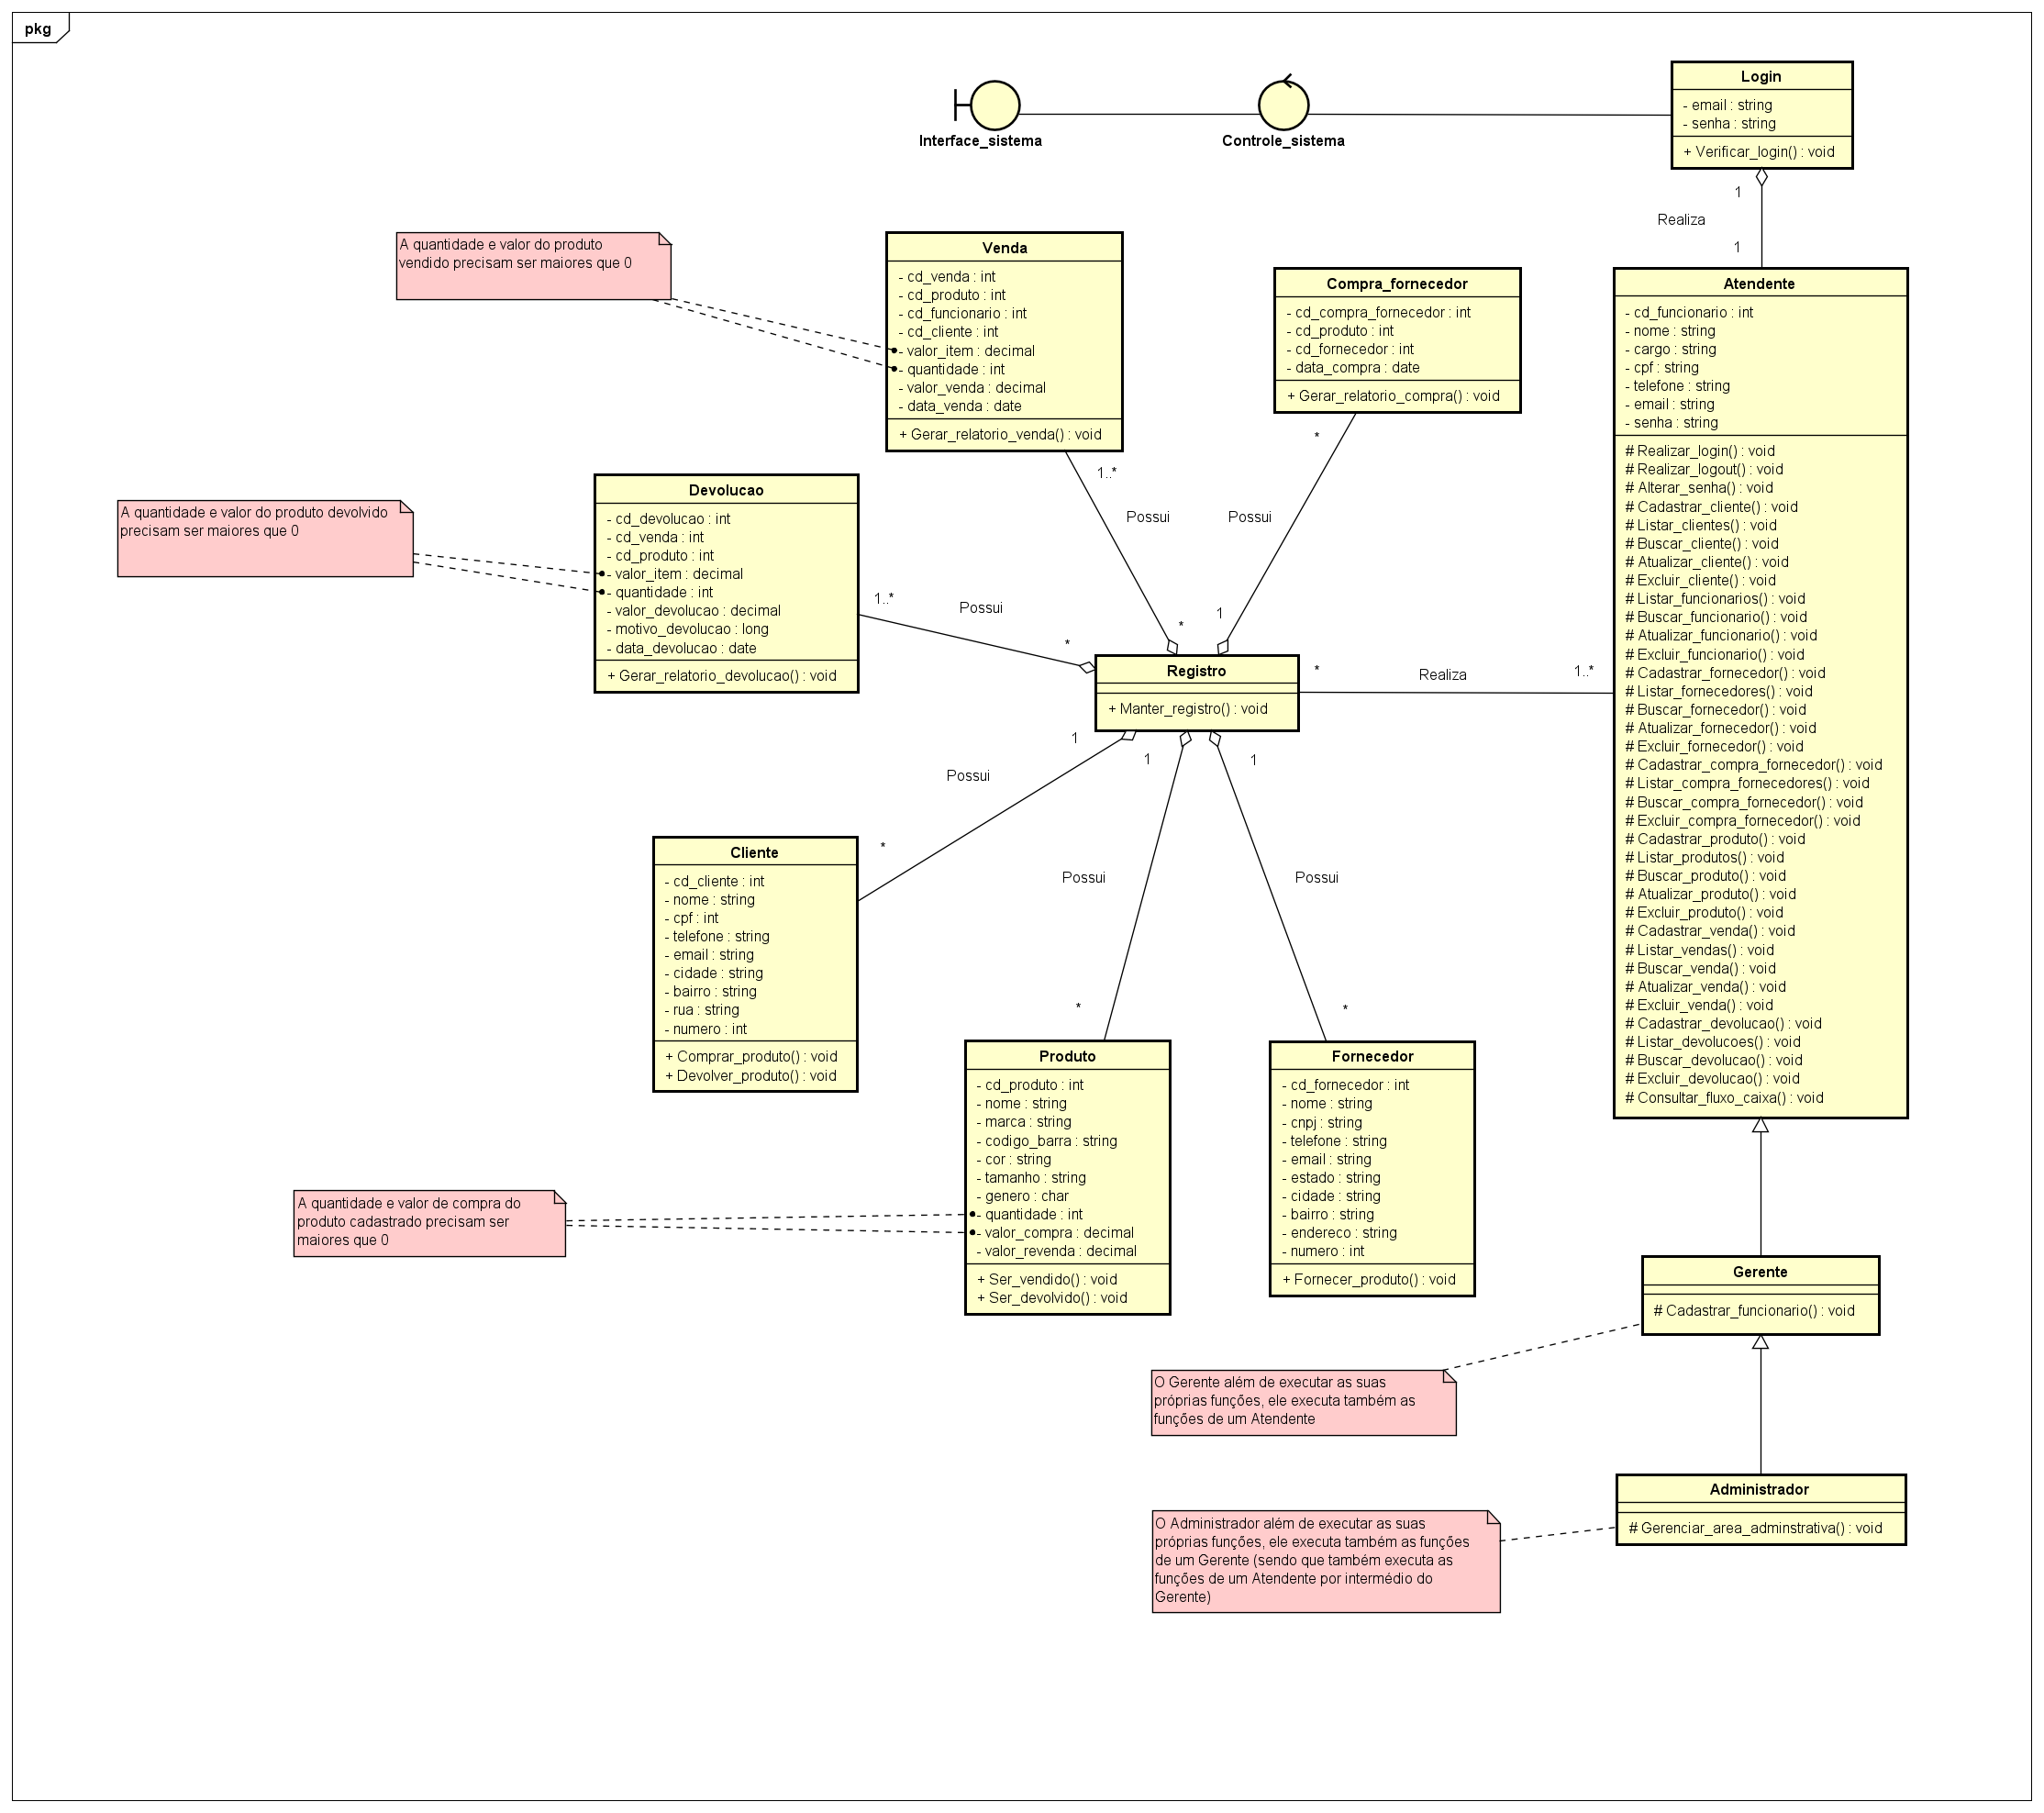 pkg
Interface_sistema
Controle_sistema
Login
- email : string
- senha : string
+ Verificar_login() : void
1
Realiza
1
A quantidade e valor do produto
vendido precisam ser maiores que 0
Venda
- cd_venda : int
- cd_produto : int
- cd_funcionario : int
- cd_cliente : int
- valor_item : decimal
- quantidade : int
- valor_venda : decimal
- data_venda : date
+ Gerar_relatorio_venda() : void
Compra_fornecedor
- cd_compra_fornecedor : int
- cd_produto : int
- cd_fornecedor : int
- data_compra : date
+ Gerar_relatorio_compra() : void
Atendente
- cd_funcionario : int
- nome : string
- cargo : string
- cpf : string
- telefone : string
- email : string
- senha : string
# Realizar_login() : void
# Realizar_logout() : void
# Alterar_senha() : void
# Cadastrar_cliente() : void
# Listar_clientes() : void
# Buscar_cliente() : void
# Atualizar_cliente() : void
# Excluir_cliente() : void
# Listar_funcionarios() : void
# Buscar_funcionario() : void
# Atualizar_funcionario() : void
# Excluir_funcionario() : void
# Cadastrar_fornecedor() : void
# Listar_fornecedores() : void
# Buscar_fornecedor() : void
# Atualizar_fornecedor() : void
# Excluir_fornecedor() : void
# Cadastrar_compra_fornecedor() : void
# Listar_compra_fornecedores() : void
# Buscar_compra_fornecedor() : void
# Excluir_compra_fornecedor() : void
# Cadastrar_produto() : void
# Listar_produtos() : void
# Buscar_produto() : void
# Atualizar_produto() : void
# Excluir_produto() : void
# Cadastrar_venda() : void
# Listar_vendas() : void
# Buscar_venda() : void
# Atualizar_venda() : void
# Excluir_venda() : void
# Cadastrar_devolucao() : void
# Listar_devolucoes() : void
# Buscar_devolucao() : void
# Excluir_devolucao() : void
# Consultar_fluxo_caixa() : void
1..*
Possui
*
*
Possui
1
A quantidade e valor do produto devolvido
precisam ser maiores que 0
Devolucao
- cd_devolucao : int
- cd_venda : int
- cd_produto : int
- valor_item : decimal
- quantidade : int
- valor_devolucao : decimal
- motivo_devolucao : long
- data_devolucao : date
+ Gerar_relatorio_devolucao() : void
1..*
Possui
*
Registro
+ Manter_registro() : void
*
Realiza
1..*
1
Possui
*
1
Possui
*
1
Possui
*
Cliente
- cd_cliente : int
- nome : string
- cpf : int
- telefone : string
- email : string
- cidade : string
- bairro : string
- rua : string
- numero : int
+ Comprar_produto() : void
+ Devolver_produto() : void
Produto
- cd_produto : int
- nome : string
- marca : string
- codigo_barra : string
- cor : string
- tamanho : string
- genero : char
- quantidade : int
- valor_compra : decimal
- valor_revenda : decimal
+ Ser_vendido() : void
+ Ser_devolvido() : void
Fornecedor
- cd_fornecedor : int
- nome : string
- cnpj : string
- telefone : string
- email : string
- estado : string
- cidade : string
- bairro : string
- endereco : string
- numero : int
+ Fornecer_produto() : void
A quantidade e valor de compra do
produto cadastrado precisam ser
maiores que 0
Gerente
# Cadastrar_funcionario() : void
O Gerente além de executar as suas
próprias funções, ele executa também as
funções de um Atendente
Administrador
# Gerenciar_area_adminstrativa() : void
O Administrador além de executar as suas
próprias funções, ele executa também as funções
de um Gerente (sendo que também executa as
funções de um Atendente por intermédio do
Gerente)